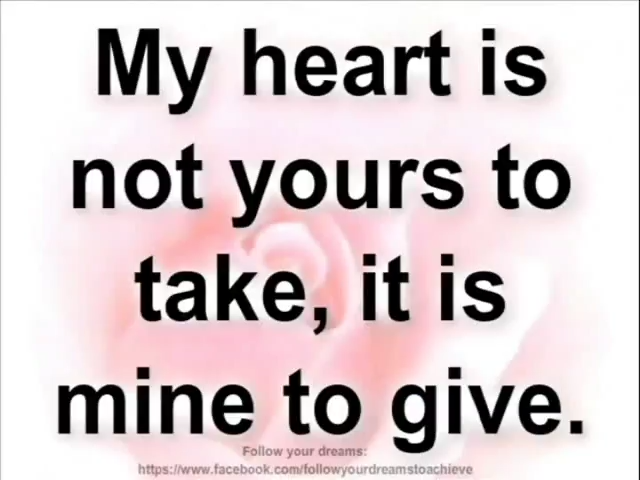 My heart is
not yours to
take, it is
mine to give.
Follow your dreams:
https://www.facebook.com/followyourdreamstoachieve